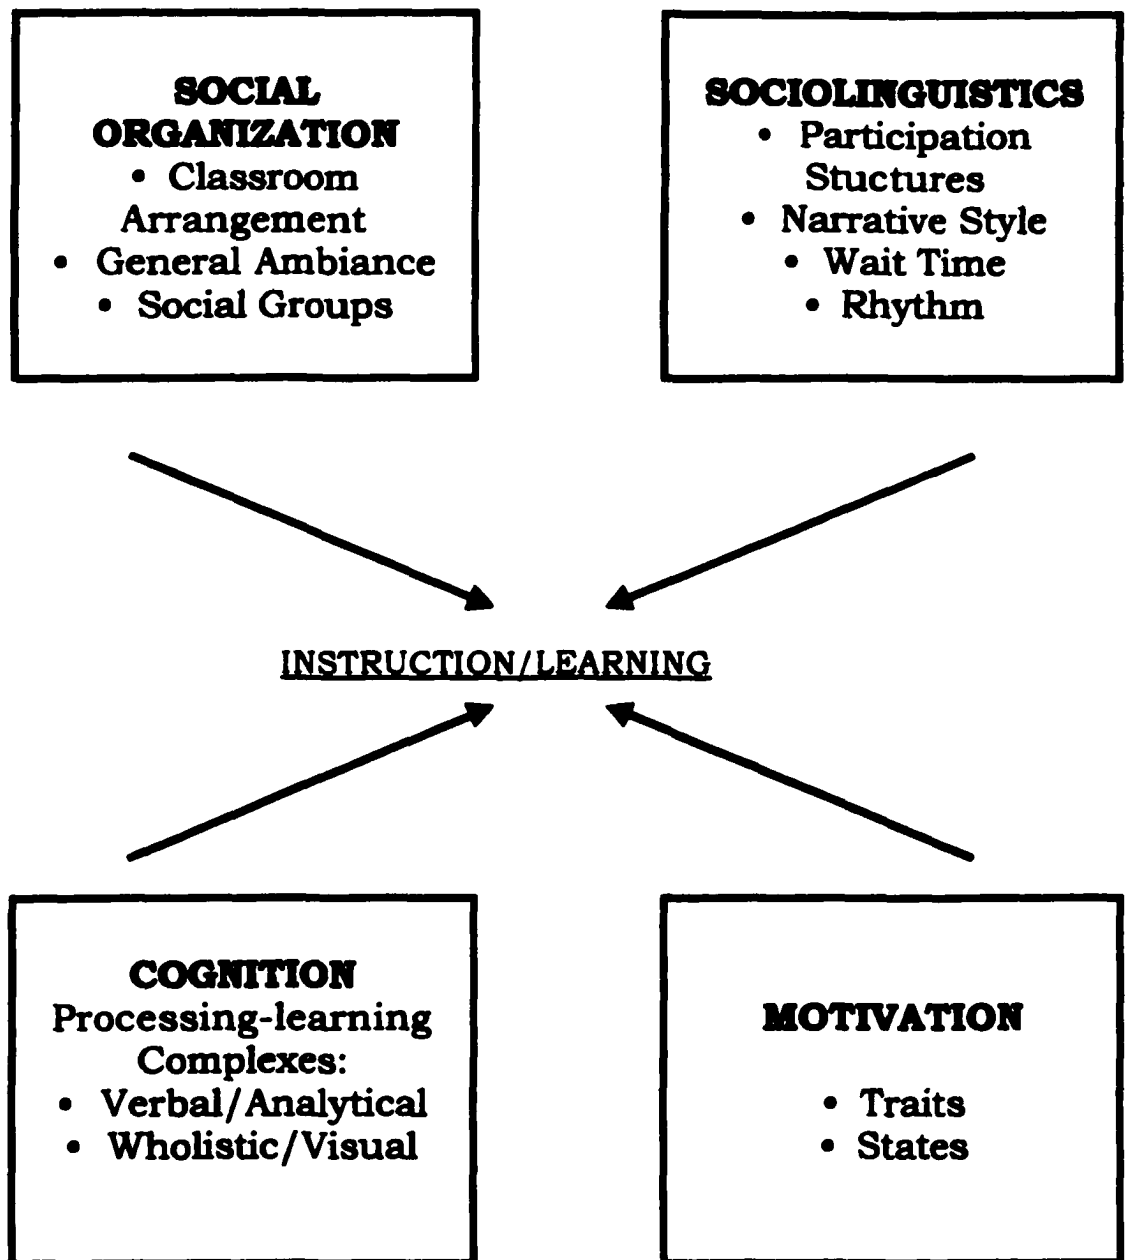 SOCIAL
ORGANIZATION
• Classroom
Arrangement
• General Ambiance
• Social Groups
SOCIOLINGUISTICS
• Participation
Stuctures
• Narrative Style
• Wait Time
• Rhythm
INSTRUCTION/LEARNING
COGNITION
Processing-learning
Complexes:
• Verbal/Analytical
• Wholistic/Visual
MOTIVATION
• Traits
• States